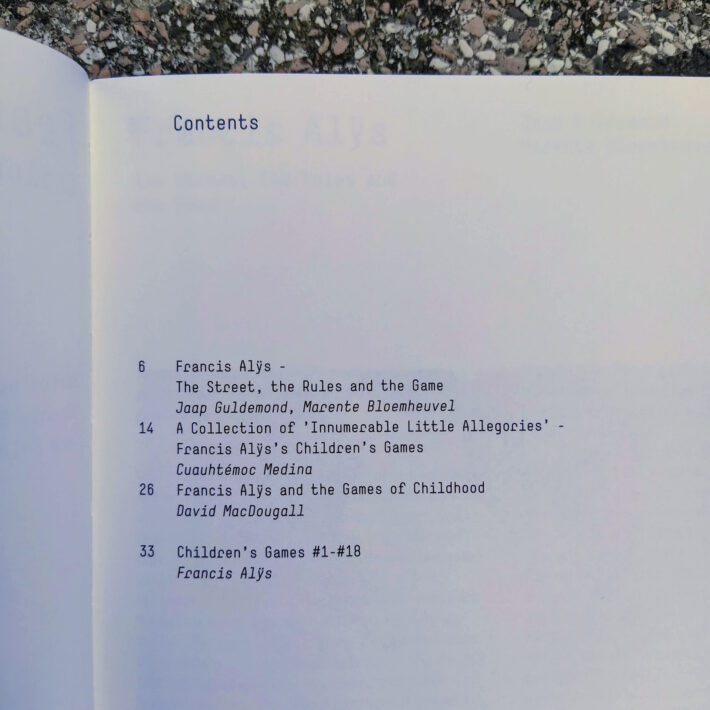 Contents
6 Francis Alÿs -
The Street, the Rules and the Game
Jaap Guldemond, Marente Bloemheuvel
14 A Collection of 'Innumerable Little Allegories' -
Francis Alÿs's Children's Games
Cuauhtémoc Medina
26 Francis Alÿs and the Games of Childhood
David MacDougall
33 Children's Games #1-#18
Francis Alÿs